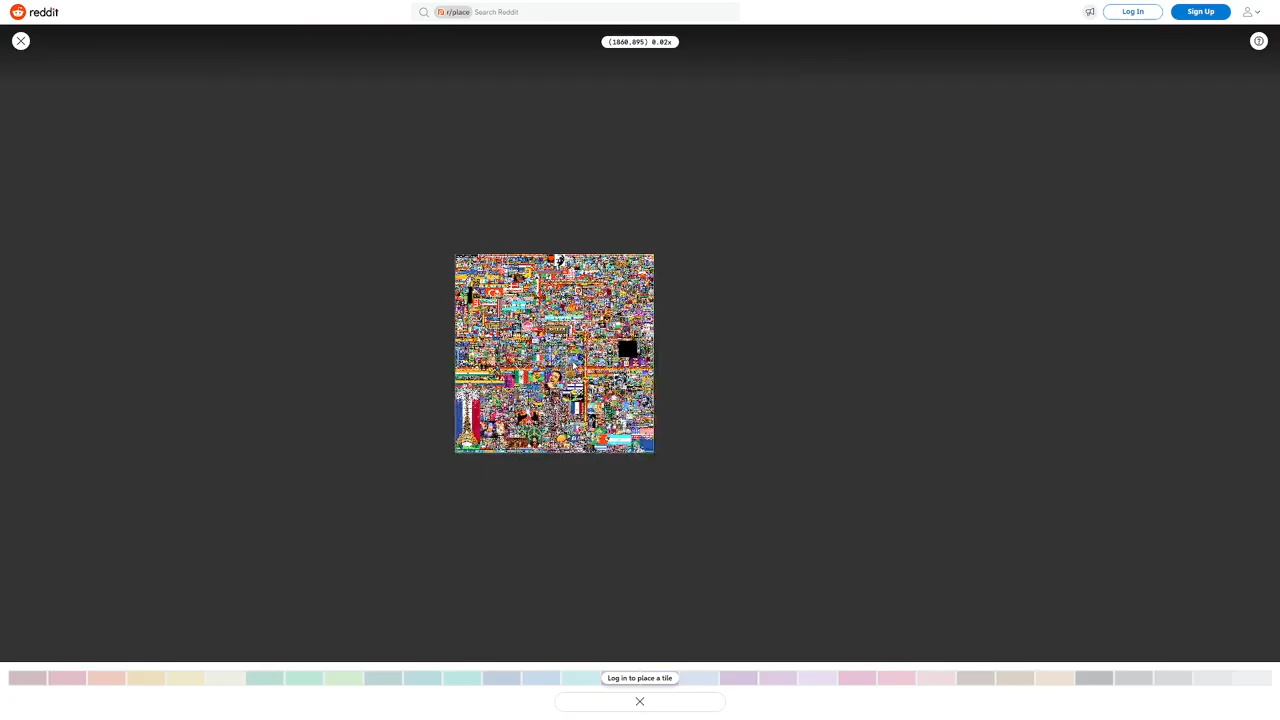 reddit
r/place Search Reddit
Log In
Sign Up
(1860,895) 0.02x
Log in to place a tile